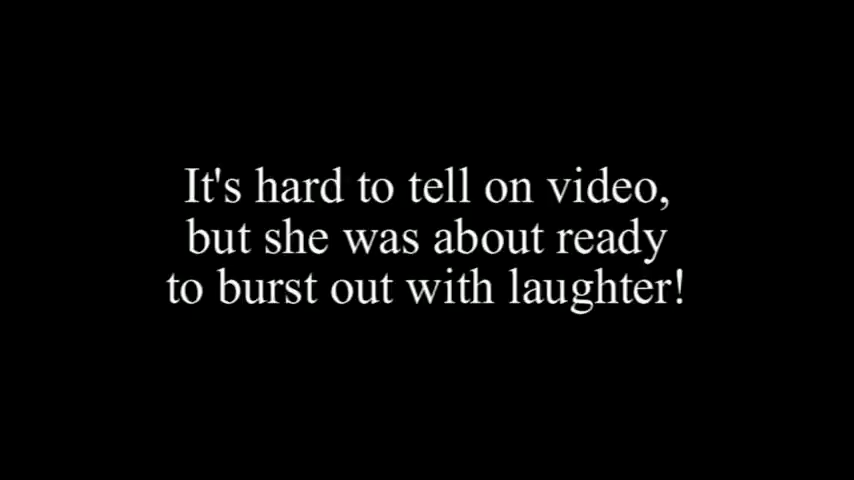 It's hard to tell on video,
but she was about ready
to burst out with laughter!